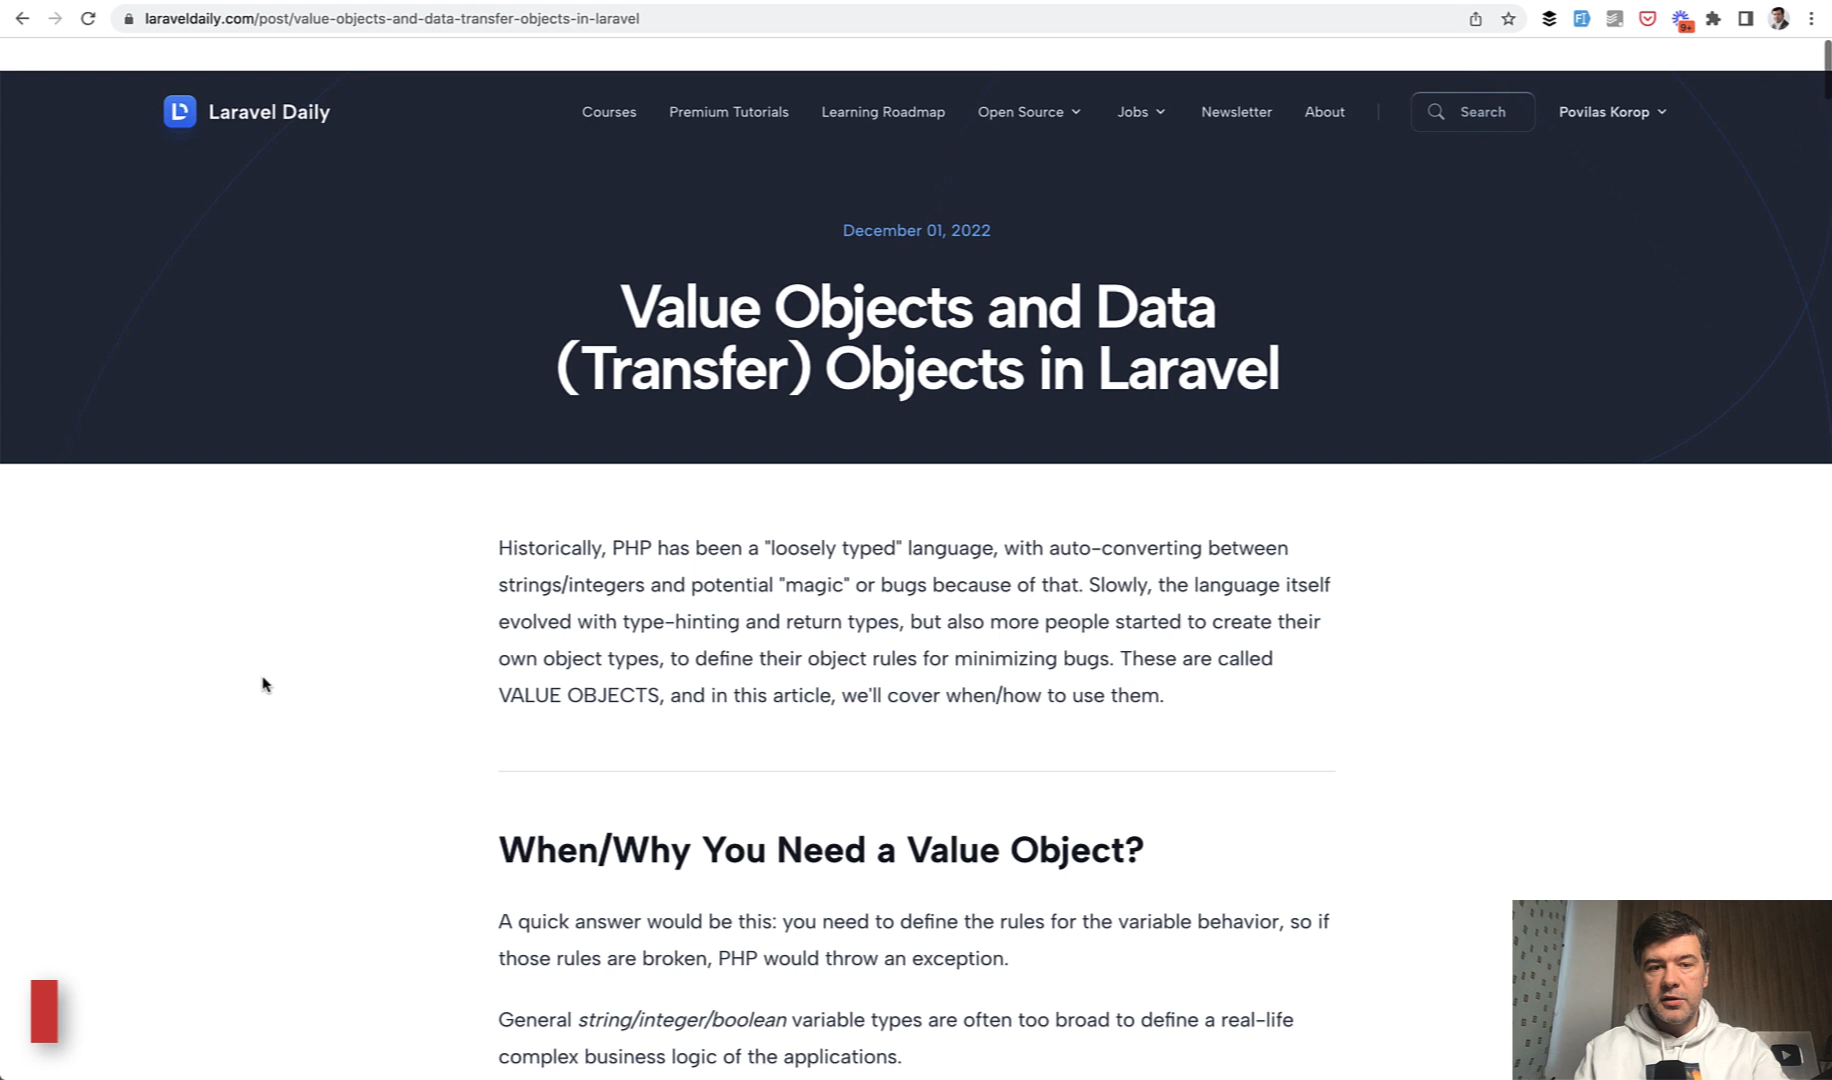 laraveldaily.com/post/value-objects-and-data-transfer-objects-in-laravel
9+
Laravel Daily
Courses
Premium Tutorials
Learning Roadmap
Open Source
Jobs
Newsletter
About
Search
Povilas Korop
December 01, 2022
Value Objects and Data
(Transfer) Objects in Laravel
Historically, PHP has been a "loosely typed" language, with auto-converting between
strings/integers and potential "magic" or bugs because of that. Slowly, the language itself
evolved with type-hinting and return types, but also more people started to create their
own object types, to define their object rules for minimizing bugs. These are called
VALUE OBJECTS, and in this article, we'll cover when/how to use them.
When/Why You Need a Value Object?
A quick answer would be this: you need to define the rules for the variable behavior, so if
those rules are broken, PHP would throw an exception.
General string/integer/boolean variable types are often too broad to define a real-life
complex business logic of the applications.